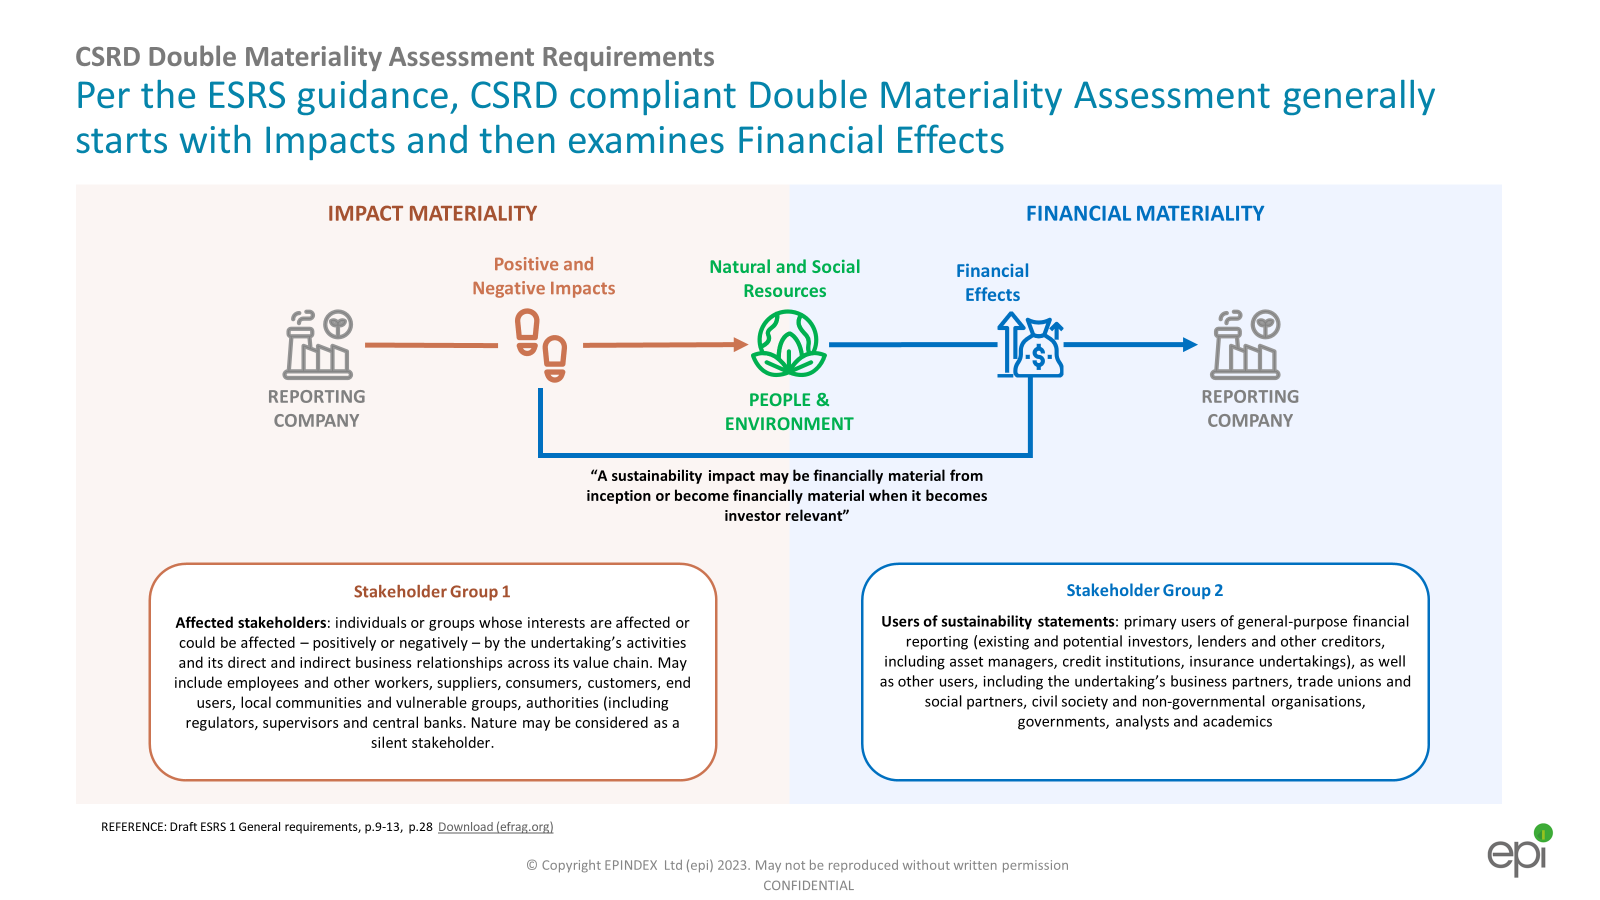 CSRD Double Materiality Assessment Requirements
Per the ESRS guidance, CSRD compliant Double Materiality Assessment generally
starts with Impacts and then examines Financial Effects
IMPACT MATERIALITY
FINANCIAL MATERIALITY
Positive and
Negative Impacts
Natural and Social
Resources
Financial
Effects
$
REPORTING
COMPANY
PEOPLE &
ENVIRONMENT
REPORTING
COMPANY
“A sustainability impact may be financially material from
inception or become financially material when it becomes
investor relevant”
Stakeholder Group 1
Affected stakeholders: individuals or groups whose interests are affected or
could be affected – positively or negatively – by the undertaking’s activities
and its direct and indirect business relationships across its value chain. May
include employees and other workers, suppliers, consumers, customers, end
users, local communities and vulnerable groups, authorities (including
regulators, supervisors and central banks. Nature may be considered as a
silent stakeholder.
Stakeholder Group 2
Users of sustainability statements: primary users of general-purpose financial
reporting (existing and potential investors, lenders and other creditors,
including asset managers, credit institutions, insurance undertakings), as well
as other users, including the undertaking’s business partners, trade unions and
social partners, civil society and non-governmental organisations,
governments, analysts and academics
REFERENCE: Draft ESRS 1 General requirements, p.9-13, p.28 Download (efrag.org)
© Copyright EPINDEX Ltd (epi) 2023. May not be reproduced without written permission
CONFIDENTIAL
epi